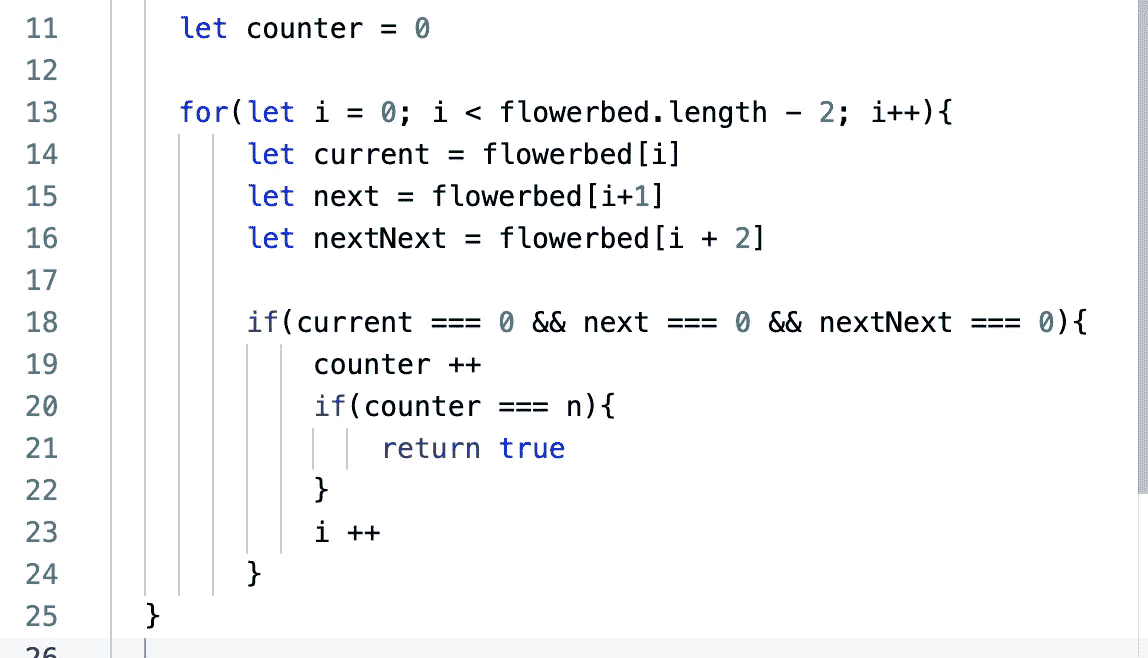 11 let counter = 0
12
13 for(let i = 0; i < flowerbed.length - 2; i++){
14 let current = flowerbed[i]
15 let next = flowerbed[i+1]
16 let nextNext = flowerbed[i + 2]
17
18 if(current === 0 && next === 0 && nextNext === 0){
19 counter ++
20 if(counter === n){
21 return true
22 }
23 i ++
24 }
25 }
26